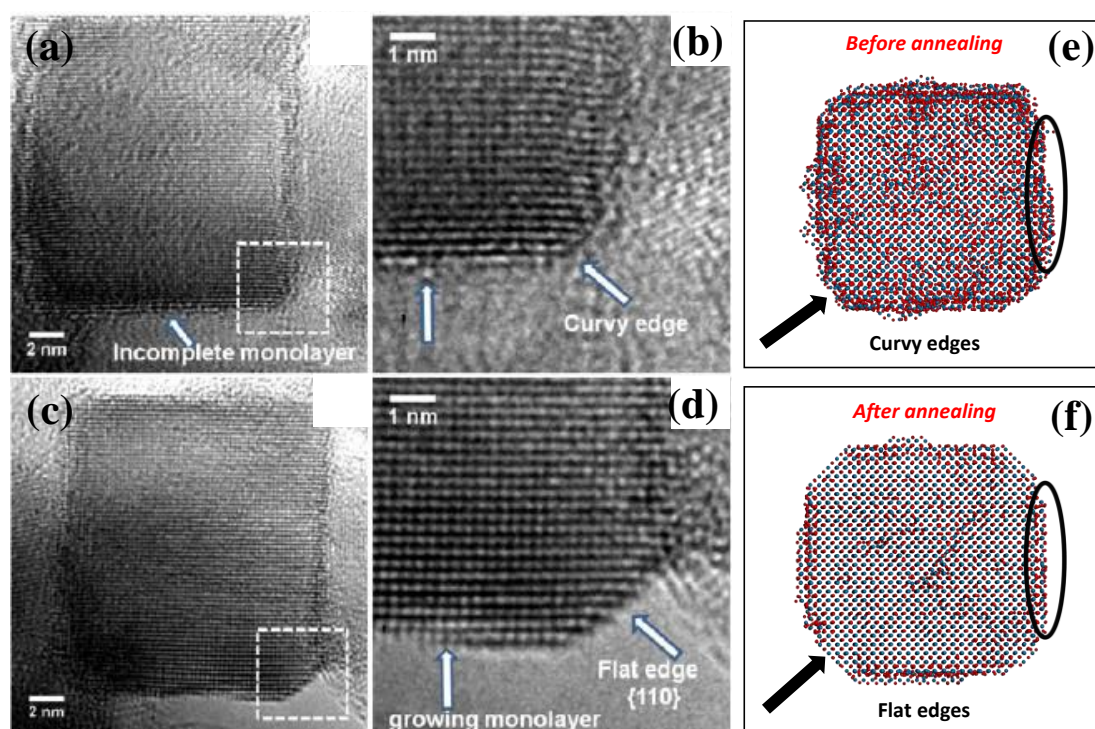 (a)
2 nm
Incomplete monolayer
(b)
1 nm
Curvy edge
(e)
Before annealing
Curvy edges
(c)
2 nm
(d)
1 nm
Flat edge
{110}
growing monolayer
(f)
After annealing
Flat edges